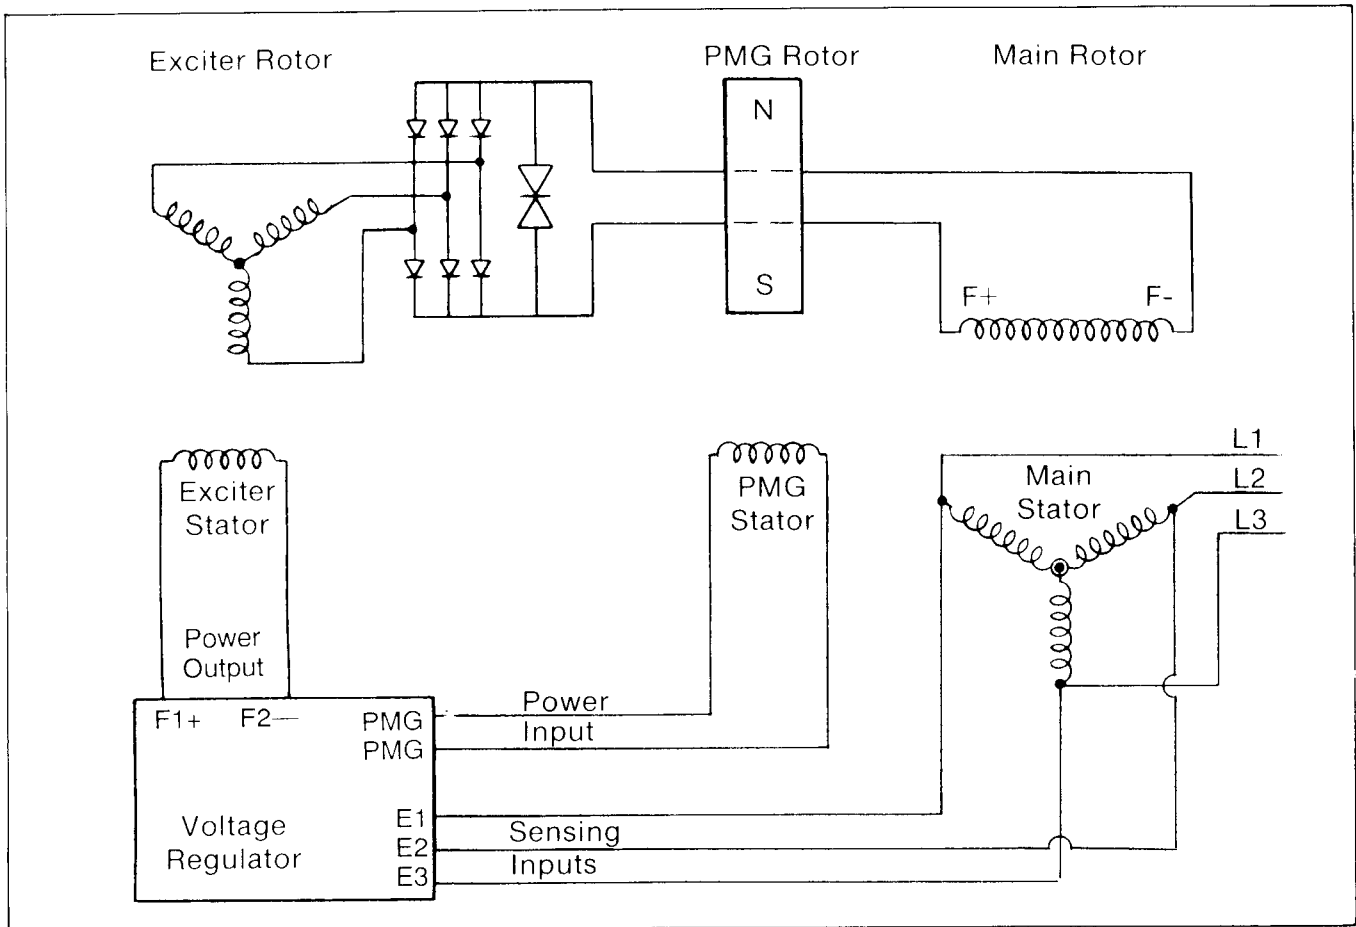 Exciter Rotor
PMG Rotor
Main Rotor
N
S
F+
F-
L1
L2
L3
Exciter
Stator
PMG
Stator
Main
Stator
Power
Output
F1+
F2—
PMG
PMG
Power
Input
Voltage
Regulator
E1
E2
E3
Sensing
Inputs